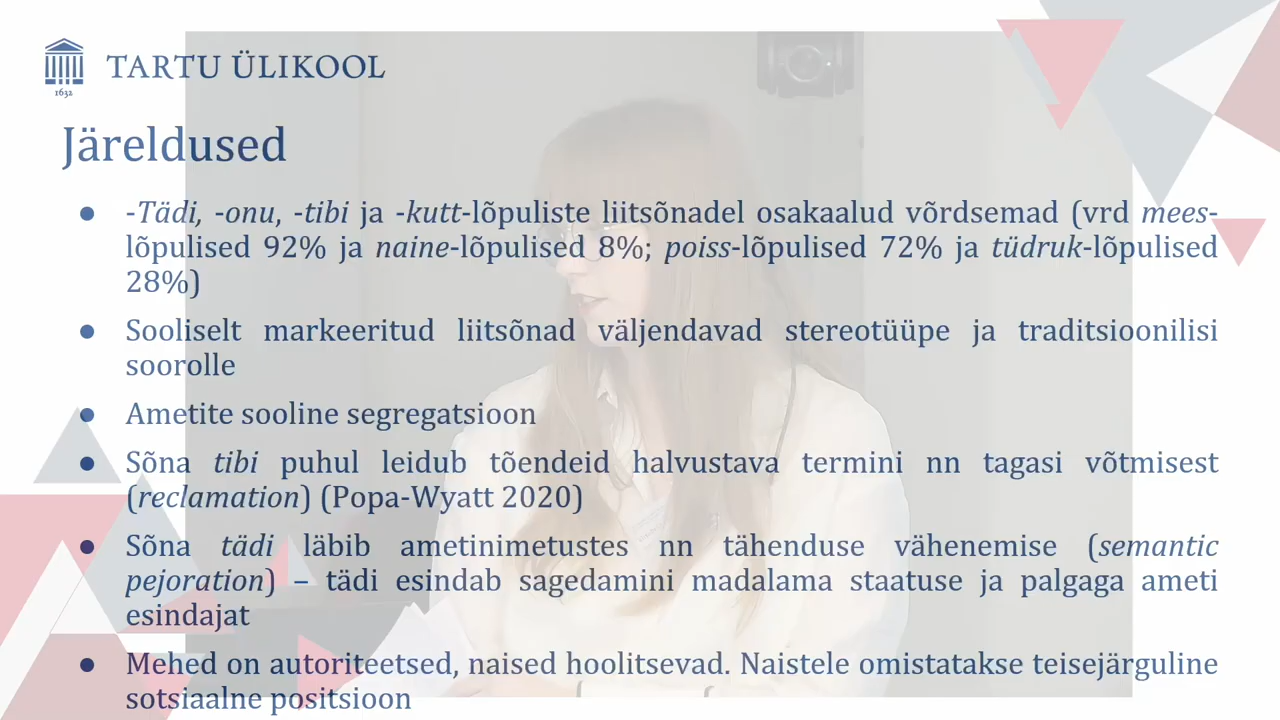 TARTU ÜLIKOOL
1632
Järeldused
● -Tädi, -onu, -tibi ja -kutt-lõpuliste liitsõnadel osakaalud võrdsemad (vrd mees-
lõpulised 92% ja naine-lõpulised 8%; poiss-lõpulised 72% ja tüdruk-lõpulised
28%)
● Sooliselt markeeritud liitsõnad väljendavad stereotüüpe ja traditsioonilisi
soorolle
● Ametite sooline segregatsioon
● Sõna tibi puhul leidub tõendeid halvustava termini nn tagasi võtmisest
(reclamation) (Popa-Wyatt 2020)
● Sõna tädi läbib ametinimetustes nn tähenduse vähenemise (semantic
pejoration) – tädi esindab sagedamini madalama staatuse ja palgaga ameti
esindajat
● Mehed on autoriteetsed, naised hoolitsevad. Naistele omistatakse teisejärguline
sotsiaalne positsioon